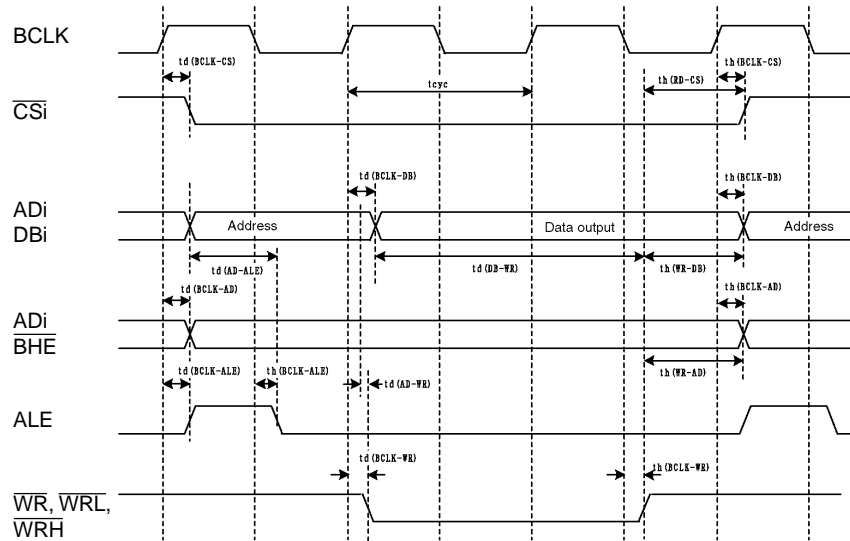 BCLK
td(BCLK-CS)
th(BCLK-CS)
tcyc
th(RD-CS)
CSi
td(BCLK-DB)
th(BCLK-DB)
ADi
DBi
Address
Data output
Address
td(AD-ALE)
td(DB-WR)
th(WR-DB)
td(BCLK-AD)
th(BCLK-AD)
ADi
BHE
td(BCLK-ALE)
th(BCLK-ALE)
td(AD-WR)
th(WR-AD)
ALE
td(BCLK-WR)
th(BCLK-WR)
WR, WRL,
WRH